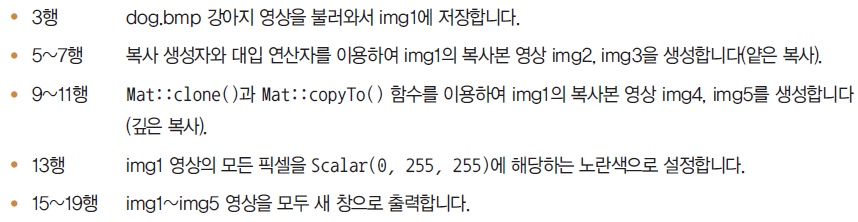 • 3행 dog.bmp 강아지 영상을 불러와서 img1에 저장합니다.
• 5~7행 복사 생성자와 대입 연산자를 이용하여 img1의 복사본 영상 img2, img3을 생성합니다(얕은 복사).
• 9~11행 Mat::clone()과 Mat::copyTo() 함수를 이용하여 img1의 복사본 영상 img4, img5를 생성합니다
(깊은 복사).
• 13행 img1 영상의 모든 픽셀을 Scalar(0, 255, 255)에 해당하는 노란색으로 설정합니다.
• 15~19행 img1~img5 영상을 모두 새 창으로 출력합니다.